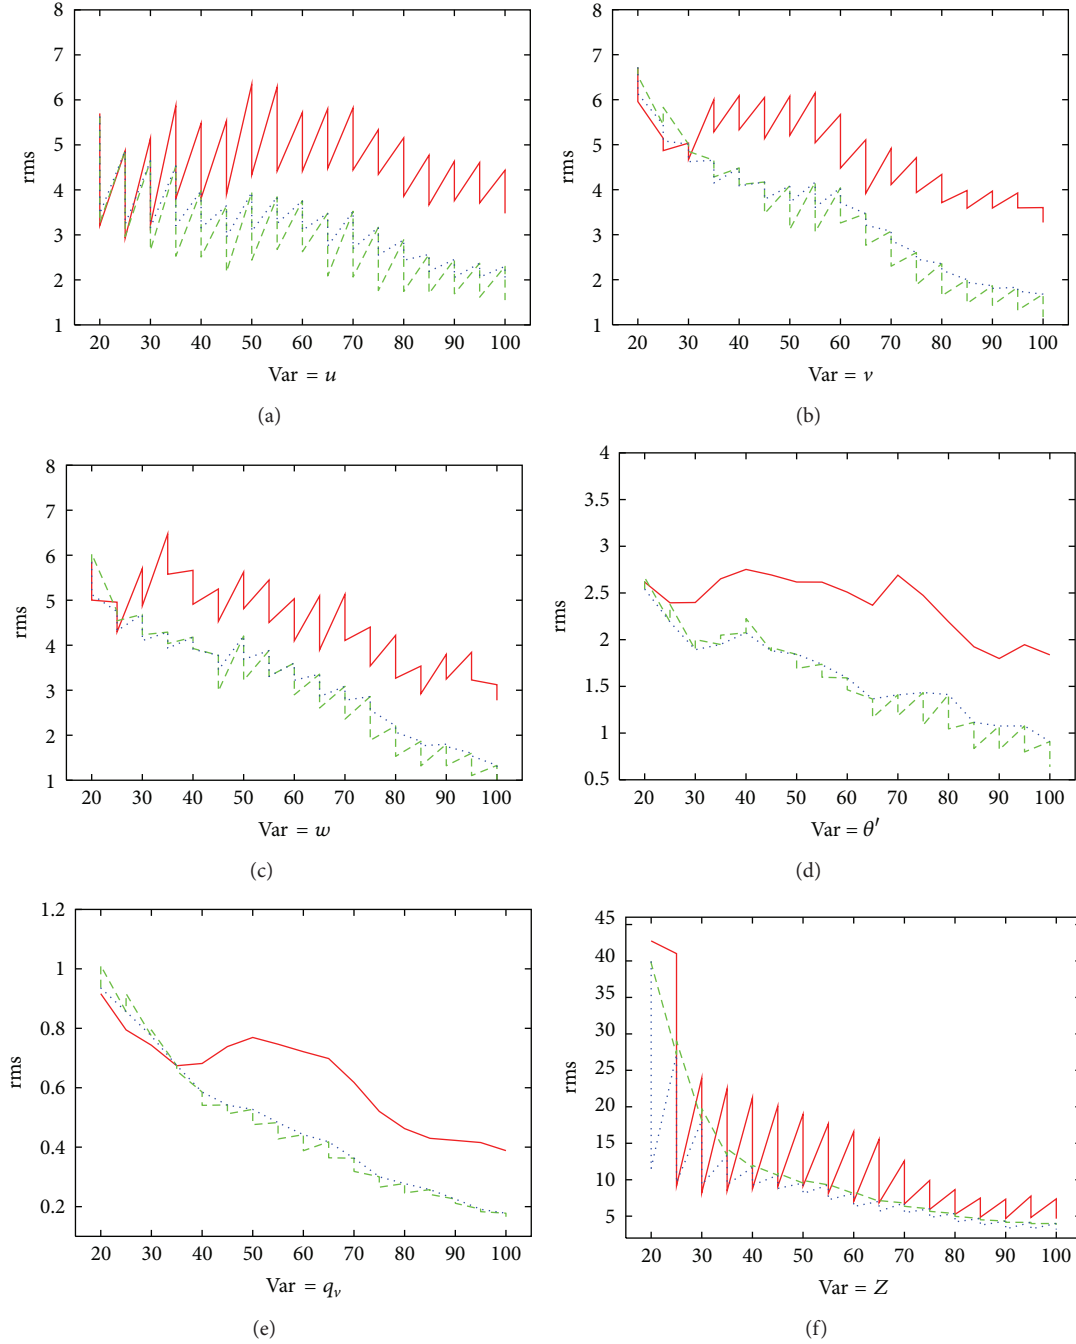 8
7
6
5
4
3
2
1
rms
20 30 40 50 60 70 80 90 100
Var = u
(a)
8
7
6
5
4
3
2
1
rms
20 30 40 50 60 70 80 90 100
Var = v
(b)
8
7
6
5
4
3
2
1
rms
20 30 40 50 60 70 80 90 100
Var = w
(c)
4
3.5
3
2.5
2
1.5
1
0.5
rms
20 30 40 50 60 70 80 90 100
Var = θ′
(d)
1.2
1
0.8
0.6
0.4
0.2
rms
20 30 40 50 60 70 80 90 100
Var = qv
(e)
45
40
35
30
25
20
15
10
5
rms
20 30 40 50 60 70 80 90 100
Var = Z
(f)